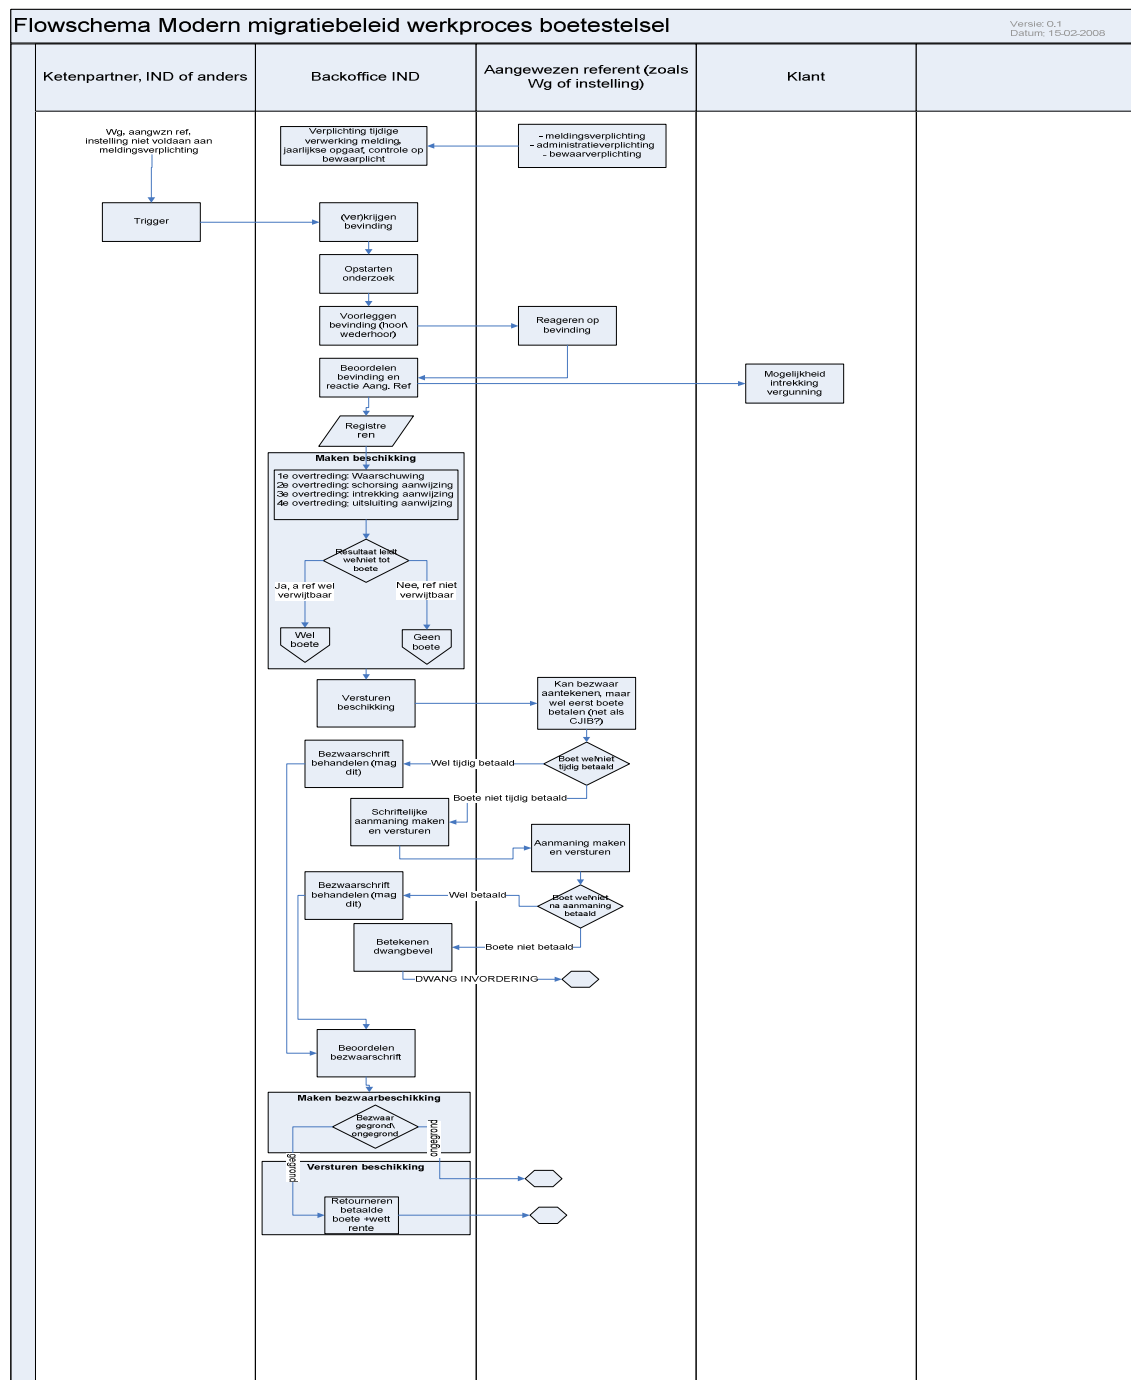 Flowschema Modern migratiebeleid werkproces boetestelsel
Versie: 0.1
Datum: 15-02-2008
Ketenpartner, IND of anders
Backoffice IND
Aangewezen referent (zoals
Wg of instelling)
Klant
Wg, aangwzn ref,
instelling niet voldaan aan
meldingsverplichting
Verplichting tijdige
verwerking melding,
jaarlijkse opgaaf, controle op
bewaarplicht
- meldingsverplichting
- administratieverplichting
- bewaarverplichting
Trigger
(ver)krijgen
bevinding
Opstarten
onderzoek
Voorleggen
bevinding (hoor\
wederhoor)
Reageren op
bevinding
Beoordelen
bevinding en
reactie Aang. Ref
Mogelijkheid
intrekking
vergunning
Registre
ren
Maken beschikking
1e overtreding: Waarschuwing
2e overtreding: schorsing aanwijzing
3e overtreding: intrekking aanwijzing
4e overtreding: uitsluiting aanwijzing
Resultaat leidt
wel\niet tot
boete
Ja, a ref wel
verwijtbaar
Nee, ref niet
verwijtbaar
Wel
boete
Geen
boete
Versturen
beschikking
Kan bezwaar
aantekenen, maar
wel eerst boete
betalen (net als
CJIB?)
Bezwaarschrift
behandelen (mag
dit)
Wel tijdig betaald
Boet wel\niet
tijdig betaald
Boete niet tijdig betaald
Schriftelijke
aanmaning maken
en versturen
Aanmaning maken
en versturen
Bezwaarschrift
behandelen (mag
dit)
Wel betaald
Boet wel\niet
na aanmaning
betaald
Betekenen
dwangbevel
Boete niet betaald
DWANG INVORDERING
Beoordelen
bezwaarschrift
Maken bezwaarbeschikking
Bezwaar
gegrond\
ongegrond
ongegrond
gegrond
Versturen beschikking
Retourneren
betaalde
boete +wett
rente